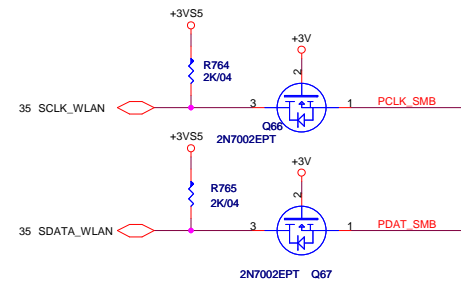 +3VS5
+3V
R764
2K/04
2
35 SCLK_WLAN
3
1
PCLK_SMB
Q66
2N7002EPT
+3VS5
+3V
R765
2K/04
2
35 SDATA_WLAN
3
1
PDAT_SMB
2N7002EPT Q67